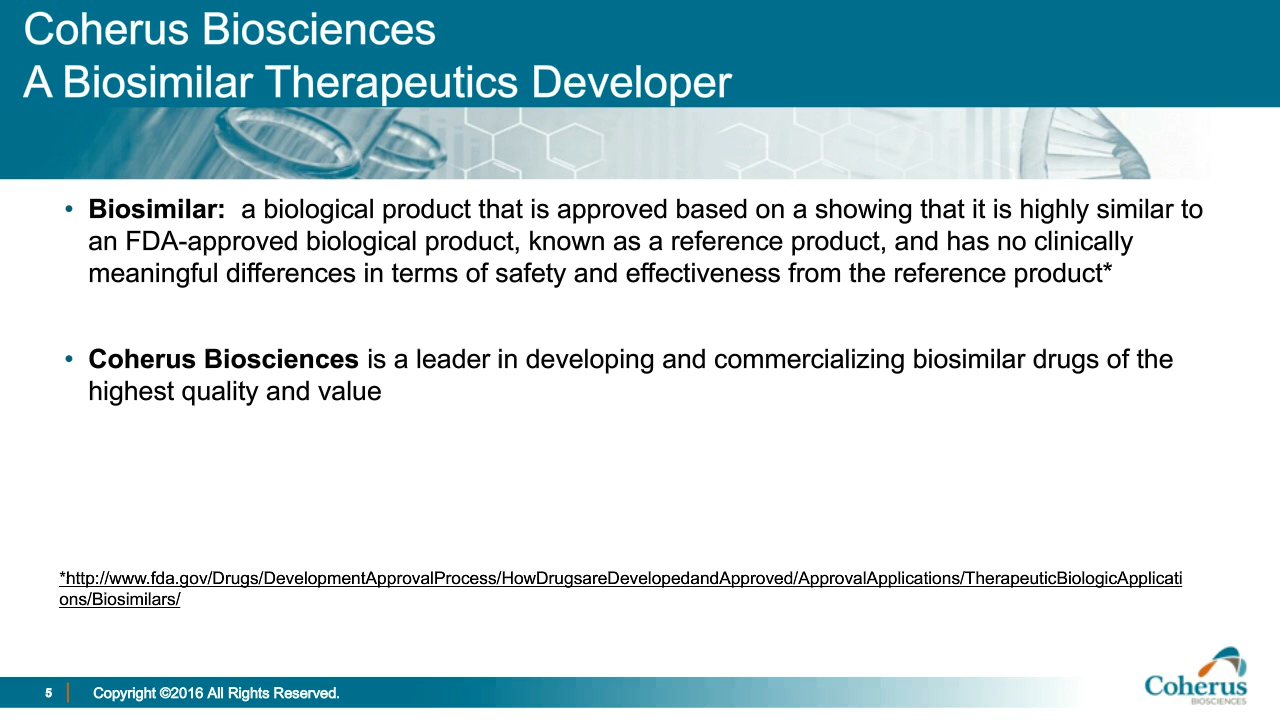 Coherus Biosciences
A Biosimilar Therapeutics Developer
• Biosimilar:  a biological product that is approved based on a showing that it is highly similar to
an FDA-approved biological product, known as a reference product, and has no clinically
meaningful differences in terms of safety and effectiveness from the reference product*
• Coherus Biosciences is a leader in developing and commercializing biosimilar drugs of the
highest quality and value
*http://www.fda.gov/Drugs/DevelopmentApprovalProcess/HowDrugsareDevelopedandApproved/ApprovalApplications/TherapeuticBiologicApplicati
ons/Biosimilars/
5 Copyright ©2016 All Rights Reserved.
Coherus
BIOSCIENCES